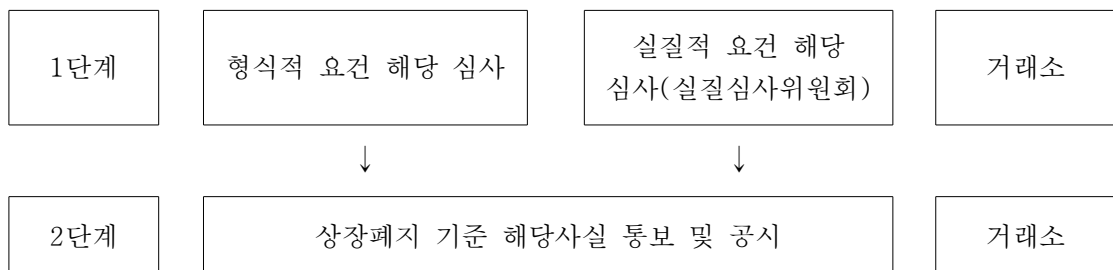 1단계
형식적 요건 해당 심사
실질적 요건 해당
심사(실질심사위원회)
거래소
↓ ↓
2단계
상장폐지 기준 해당사실 통보 및 공시
거래소